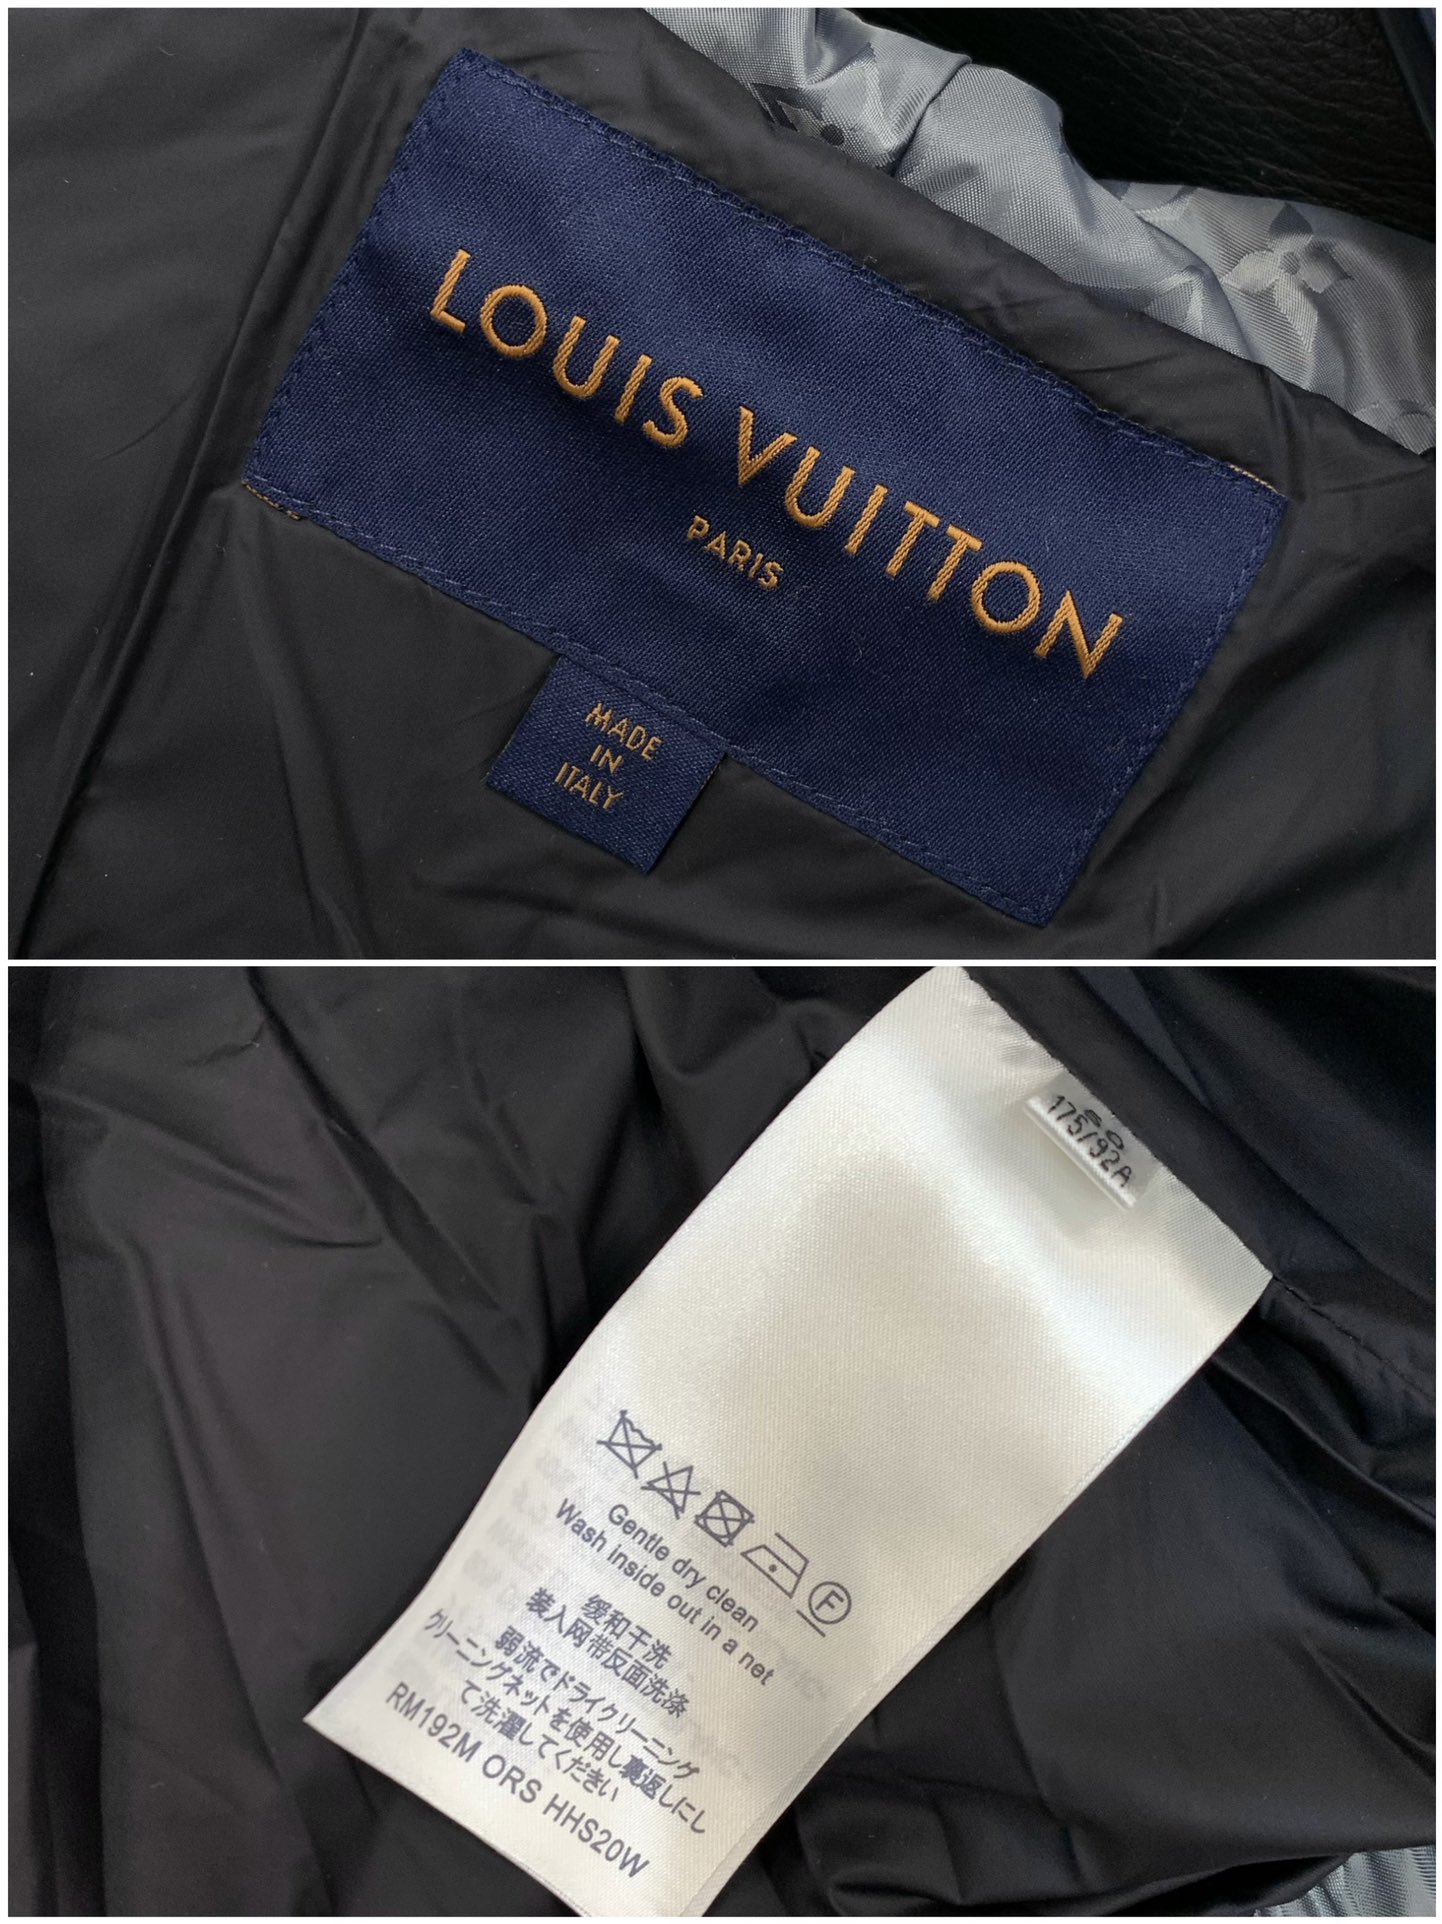 LOUIS VUITTON
PARIS
MADE
IN
ITALY
50
175/92A
F
Gentle dry clean
Wash inside out in a net
缓和干洗
装入网带反面洗涤
弱流でドライクリーニング
クリーニングネットを使用し裏返しにし
て洗濯してください
RM192M ORS HHS20W